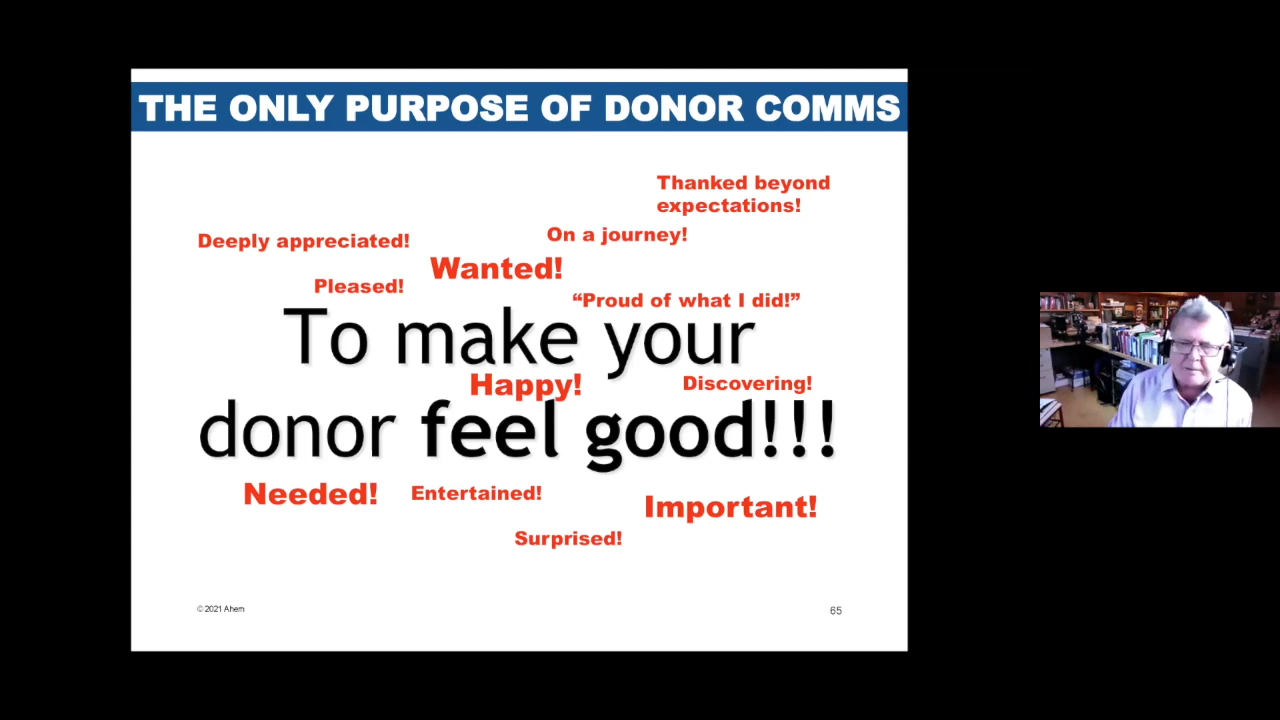 THE ONLY PURPOSE OF DONOR COMMS
Thanked beyond
expectations!
On a journey!
Deeply appreciated!
Wanted!
Pleased!
“Proud of what I did!”
To make your
Happy!
Discovering!
donor feel good!!!
Needed!
Entertained!
Important!
Surprised!
© 2021 Ahern
65